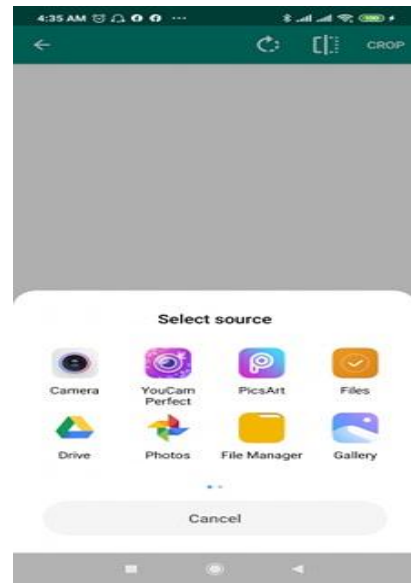 4:35 AM
CROP
Select source
Camera
YouCam
Perfect
PicsArt
Files
Drive
Photos
File Manager
Gallery
Cancel